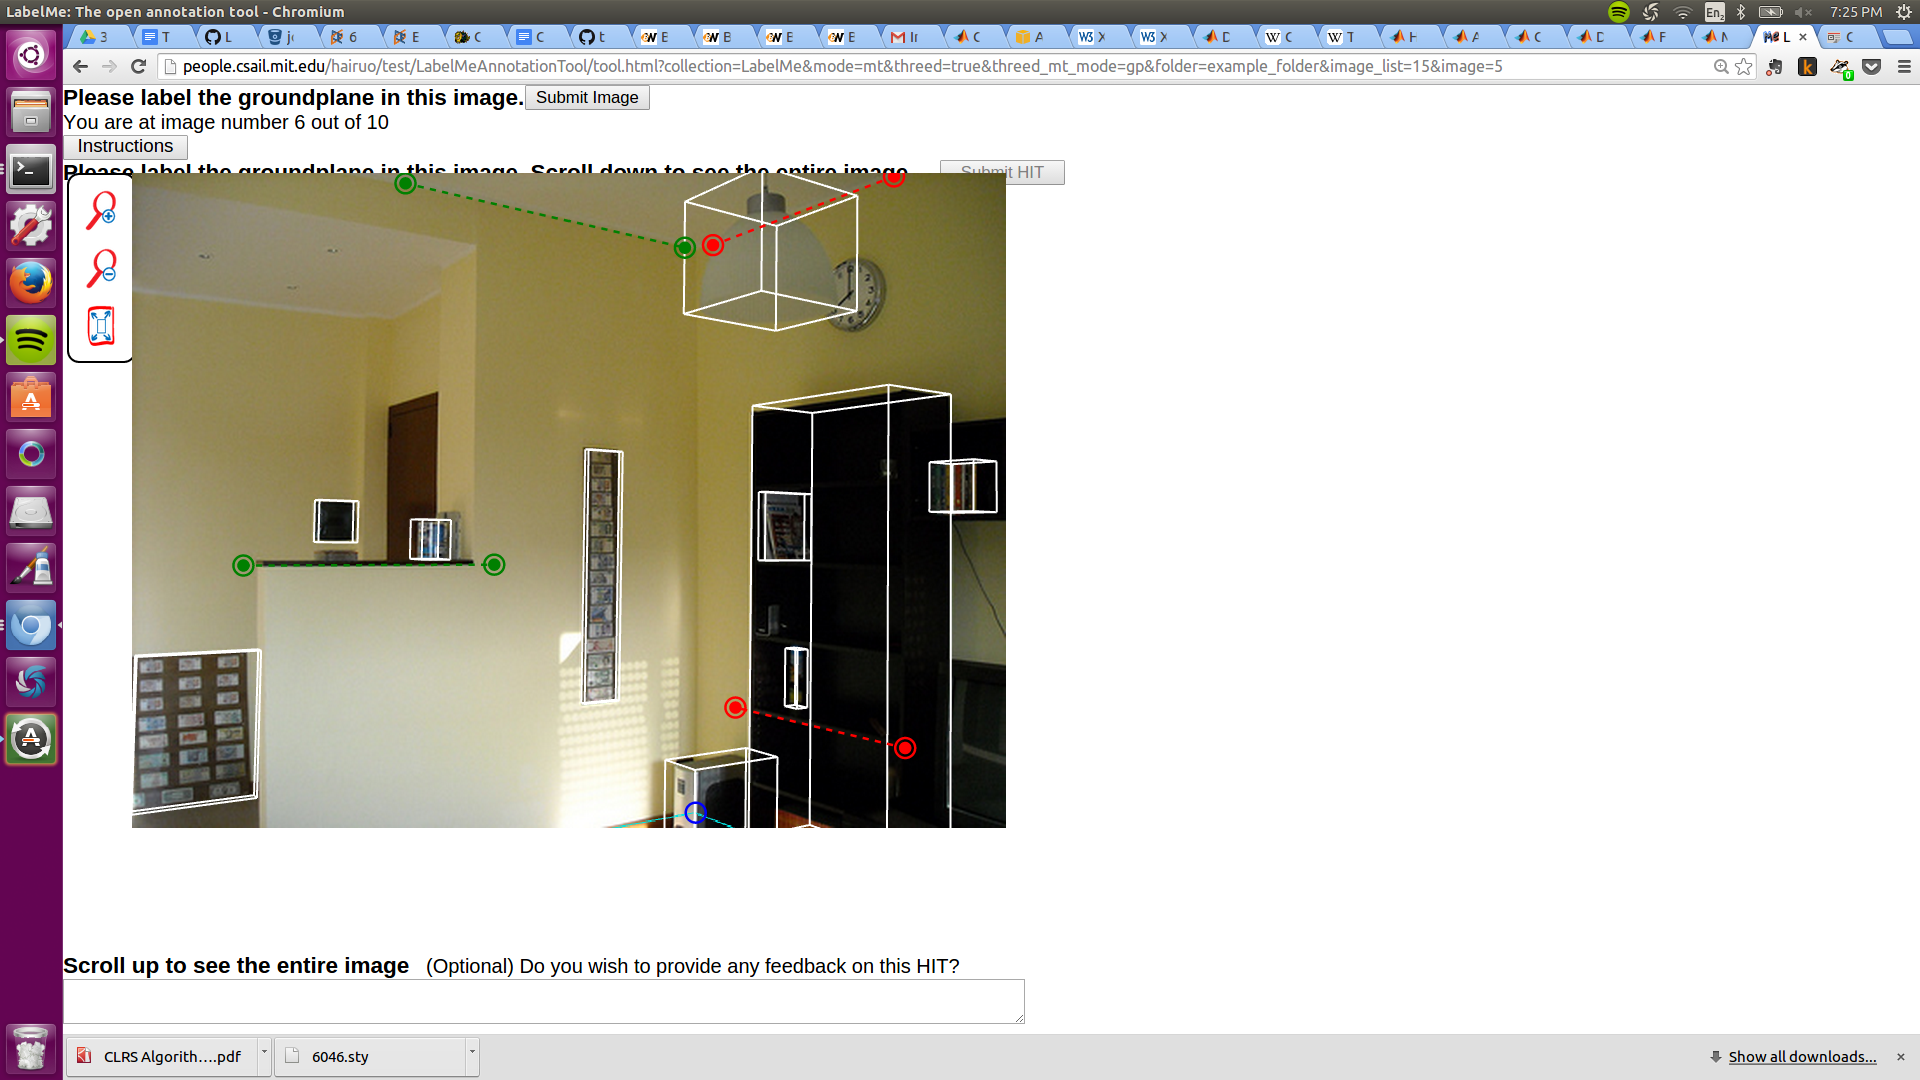 LabelMe: The open annotation tool - Chromium
En2
7:25 PM
3
T
L
6
E
C
C
t
E
B
E
E
C
A
X
X
D
C
T
H
A
C
D
F
L
C
people.csail.mit.edu/hairuo/test/LabelMeAnnotationTool/tool.html?collection=LabelMe&mode=mt&threed=true&threed_mt_mode=gp&folder=example_folder&image_list=15&image=5
Please label the groundplane in this image.
Submit Image
You are at image number 6 out of 10
Instructions
Please label the groundplane in this image. Scroll down to see the entire image
Submit HIT
Scroll up to see the entire image (Optional) Do you wish to provide any feedback on this HIT?
CLRS Algorith....pdf
6046.sty
Show all downloads...